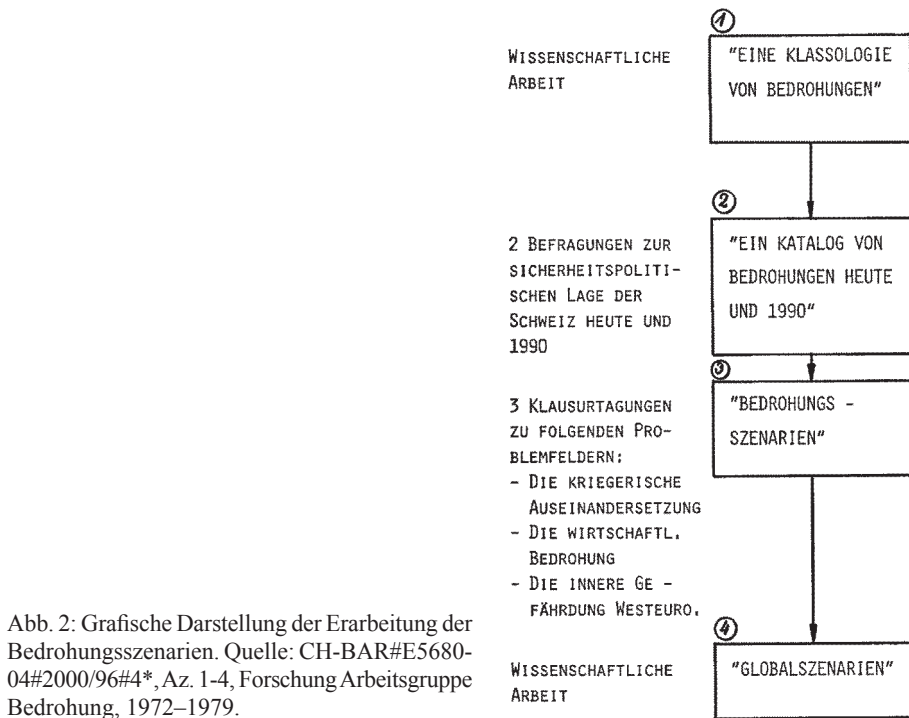 ①
WISSENSCHAFTLICHE
ARBEIT
"EINE KLASSOLOGIE
VON BEDROHUNGEN"
②
2 BEFRAGUNGEN ZUR
SICHERHEITSPOLITI-
SCHEN LAGE DER
SCHWEIZ HEUTE UND
1990
"EIN KATALOG VON
BEDROHUNGEN HEUTE
UND 1990"
③
3 KLAUSURTAGUNGEN
ZU FOLGENDEN PRO-
BLEMFELDERN:
- DIE KRIEGERISCHE
AUSEINANDERSETZUNG
- DIE WIRTSCHAFTL.
BEDROHUNG
- DIE INNERE GE -
FÄHRDUNG WESTEURO.
"BEDROHUNGS -
SZENARIEN"
④
WISSENSCHAFTLICHE
ARBEIT
"GLOBALSZENARIEN"
Abb. 2: Grafische Darstellung der Erarbeitung der
Bedrohungsszenarien. Quelle: CH-BAR#E5680-
04#2000/96#4*, Az. 1-4, Forschung Arbeitsgruppe
Bedrohung, 1972–1979.